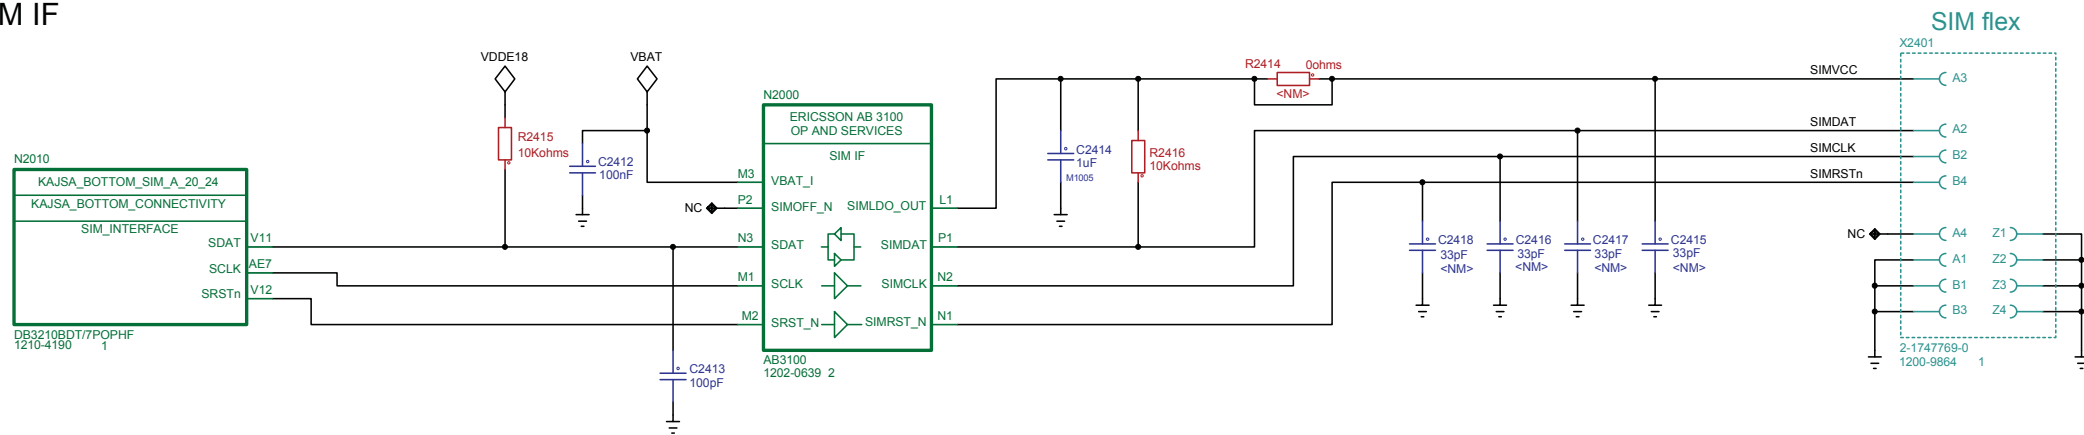 M IF
SIM flex
X2401
VDDE18
VBAT
R2414 0ohms
<NM>
SIMVCC
A3
N2000
ERICSSON AB 3100
OP AND SERVICES
SIM IF
R2415
10Kohms
C2412
100nF
C2414
1uF
M1005
R2416
10Kohms
SIMDAT
A2
SIMCLK
B2
SIMRSTn
B4
N2010
KAJSA_BOTTOM_SIM_A_20_24
KAJSA_BOTTOM_CONNECTIVITY
SIM_INTERFACE
SDAT V11
SCLK AE7
SRSTn V12
DB3210BDT/7POPHF
1210-4190 1
M3 VBAT_I
NC P2 SIMOFF_N SIMLDO_OUT L1
N3 SDAT SIMDAT P1
M1 SCLK SIMCLK N2
M2 SRST_N SIMRST_N N1
AB3100
1202-0639 2
C2413
100pF
C2418
33pF
<NM>
C2416
33pF
<NM>
C2417
33pF
<NM>
C2415
33pF
<NM>
NC A4 Z1
A1 Z2
B1 Z3
B3 Z4
2-1747769-0
1200-9864 1